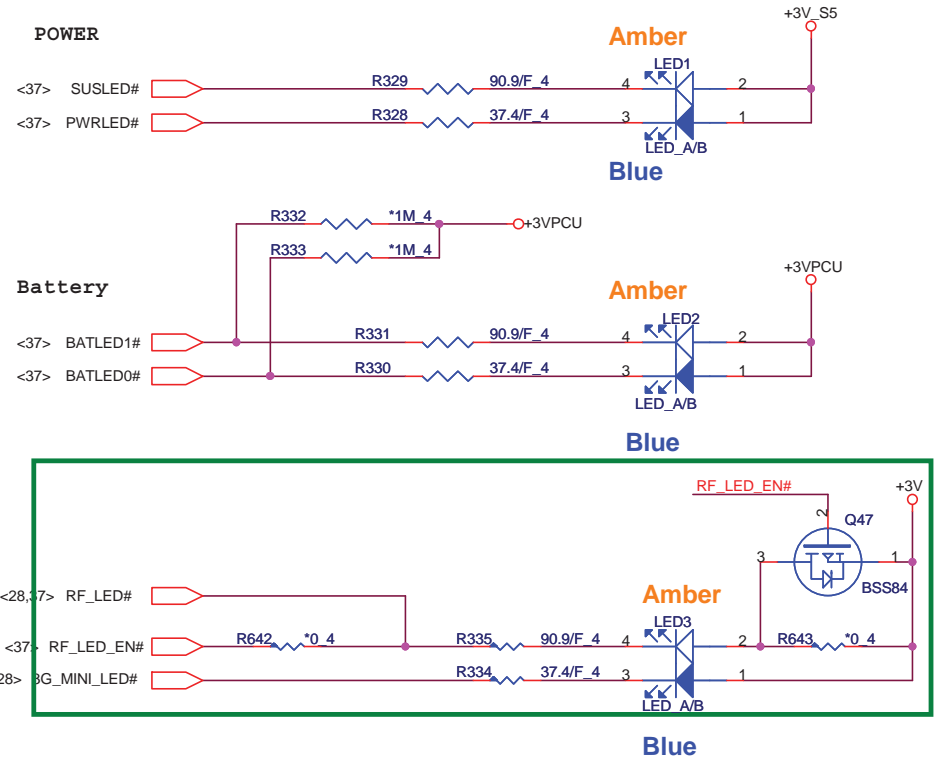 +3V_S5
POWER
Amber
LED1
<37> SUSLED# R329 90.9/F_4 4 2
<37> PWRLED# R328 37.4/F_4 3 1
LED_A/B
Blue
R332 *1M_4
+3VPCU
R333 *1M_4
Battery
+3VPCU
Amber
LED2
<37> BATLED1# R331 90.9/F_4 4 2
<37> BATLED0# R330 37.4/F_4 3 1
LED_A/B
Blue
RF_LED_EN# +3V
2 Q47
3 1
BSS84
<28,37> RF_LED#
Amber
LED3
<37> RF_LED_EN# R642 *0_4 R335 90.9/F_4 4 2 R643 *0_4
28> 3G_MINI_LED# R334 37.4/F_4 3 1
LED_A/B
Blue